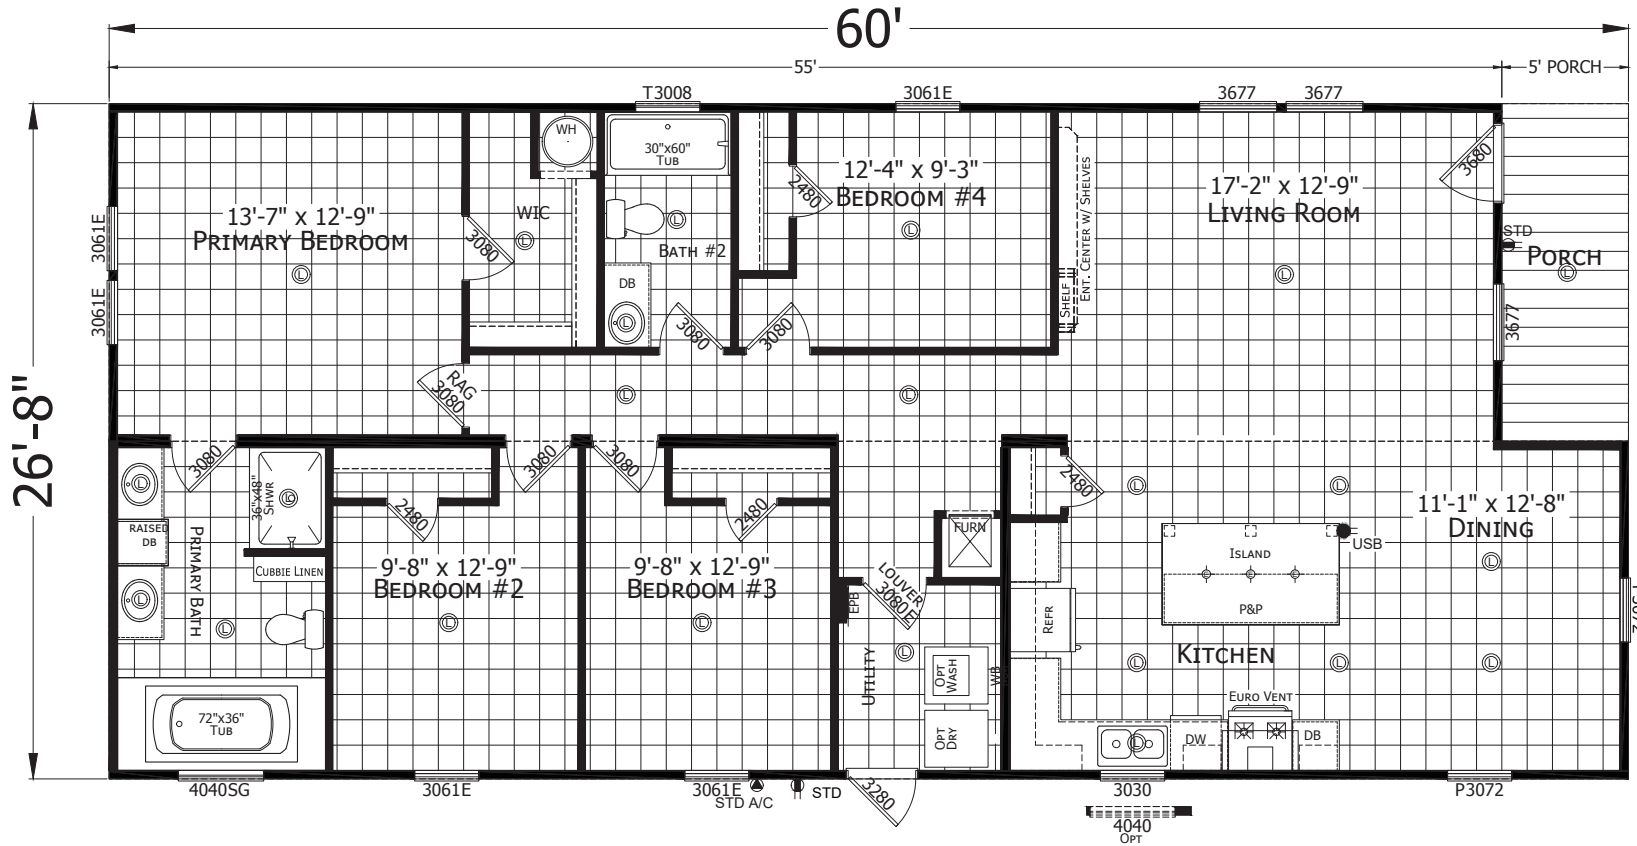 60'
55'
5' PORCH
T3008
3061E
3677
3677
WH
30"x60"
TUB
12'-4" x 9'-3"
BEDROOM #4
2480
3680
17'-2" x 12'-9"
LIVING ROOM
13'-7" x 12'-9"
PRIMARY BEDROOM
WIC
3080
3061E
3061E
L
L
L
BATH #2
DB
L
3080
3080
L
ENT. CENTER W/ SHELVES
SHELF
L
STD
PORCH
L
3677
26'-8"
RAG
3080
L
L
3080
3080
3080
2480
L
L
L
RAISED
DB
L
36"x48"
SHWR
L
PRIMARY BATH
CUBBIE LINEN
L
2480
9'-8" x 12'-9"
BEDROOM #2
L
2480
9'-8" x 12'-9"
BEDROOM #3
L
FURN
LOUVER
3080E
EPB
UTILITY
L
OPT
WASH
WB
OPT
DRY
REFR
ISLAND
P&P
USB
11'-1" x 12'-8"
DINING
L
L
L
L
KITCHEN
EURO VENT
L
DW
DB
72"x36"
TUB
4040SG
3061E
3061E
STD A/C
STD
3280
3030
P3072
4040
OPT